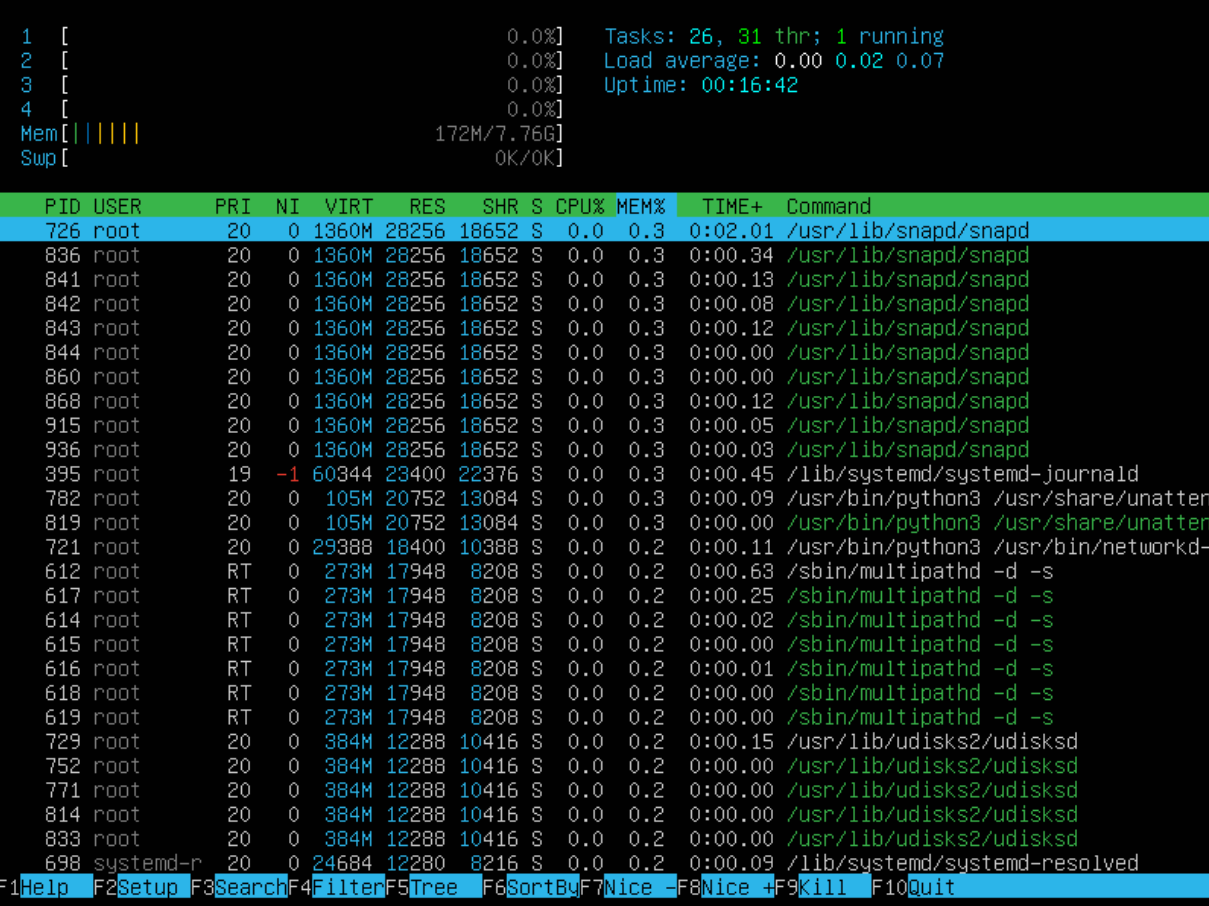 1 [ 0.0%] Tasks: 26, 31 thr; 1 running
2 [ 0.0%] Load average: 0.00 0.02 0.07
3 [ 0.0%] Uptime: 00:16:42
4 [ 0.0%]
Mem[||||||| 172M/7.76G]
Swp[ 0K/0K]
PID USER PRI NI VIRT RES SHR S CPU% MEM% TIME+ Command
726 root 20 0 1360M 28256 18652 S 0.0 0.3 0:02.01 /usr/lib/snapd/snapd
836 root 20 0 1360M 28256 18652 S 0.0 0.3 0:00.34 /usr/lib/snapd/snapd
841 root 20 0 1360M 28256 18652 S 0.0 0.3 0:00.13 /usr/lib/snapd/snapd
842 root 20 0 1360M 28256 18652 S 0.0 0.3 0:00.08 /usr/lib/snapd/snapd
843 root 20 0 1360M 28256 18652 S 0.0 0.3 0:00.12 /usr/lib/snapd/snapd
844 root 20 0 1360M 28256 18652 S 0.0 0.3 0:00.00 /usr/lib/snapd/snapd
860 root 20 0 1360M 28256 18652 S 0.0 0.3 0:00.00 /usr/lib/snapd/snapd
868 root 20 0 1360M 28256 18652 S 0.0 0.3 0:00.12 /usr/lib/snapd/snapd
915 root 20 0 1360M 28256 18652 S 0.0 0.3 0:00.05 /usr/lib/snapd/snapd
936 root 20 0 1360M 28256 18652 S 0.0 0.3 0:00.03 /usr/lib/snapd/snapd
395 root 19 -1 60344 23400 22376 S 0.0 0.3 0:00.45 /lib/systemd/systemd-journald
782 root 20 0 105M 20752 13084 S 0.0 0.3 0:00.09 /usr/bin/python3 /usr/share/unatten
819 root 20 0 105M 20752 13084 S 0.0 0.3 0:00.00 /usr/bin/python3 /usr/share/unatten
721 root 20 0 29388 18400 10388 S 0.0 0.2 0:00.11 /usr/bin/python3 /usr/bin/networkd-
612 root RT 0 273M 17948 8208 S 0.0 0.2 0:00.63 /sbin/multipathd -d -s
617 root RT 0 273M 17948 8208 S 0.0 0.2 0:00.25 /sbin/multipathd -d -s
614 root RT 0 273M 17948 8208 S 0.0 0.2 0:00.02 /sbin/multipathd -d -s
615 root RT 0 273M 17948 8208 S 0.0 0.2 0:00.00 /sbin/multipathd -d -s
616 root RT 0 273M 17948 8208 S 0.0 0.2 0:00.01 /sbin/multipathd -d -s
618 root RT 0 273M 17948 8208 S 0.0 0.2 0:00.00 /sbin/multipathd -d -s
619 root RT 0 273M 17948 8208 S 0.0 0.2 0:00.00 /sbin/multipathd -d -s
729 root 20 0 384M 12288 10416 S 0.0 0.2 0:00.15 /usr/lib/udisks2/udisksd
752 root 20 0 384M 12288 10416 S 0.0 0.2 0:00.00 /usr/lib/udisks2/udisksd
771 root 20 0 384M 12288 10416 S 0.0 0.2 0:00.00 /usr/lib/udisks2/udisksd
814 root 20 0 384M 12288 10416 S 0.0 0.2 0:00.00 /usr/lib/udisks2/udisksd
833 root 20 0 384M 12288 10416 S 0.0 0.2 0:00.00 /usr/lib/udisks2/udisksd
698 systemd-r 20 0 24684 12280 8216 S 0.0 0.2 0:00.09 /lib/systemd/systemd-resolved
F1Help F2Setup F3SearchF4FilterF5Tree F6SortByF7Nice -F8Nice +F9Kill F10Quit